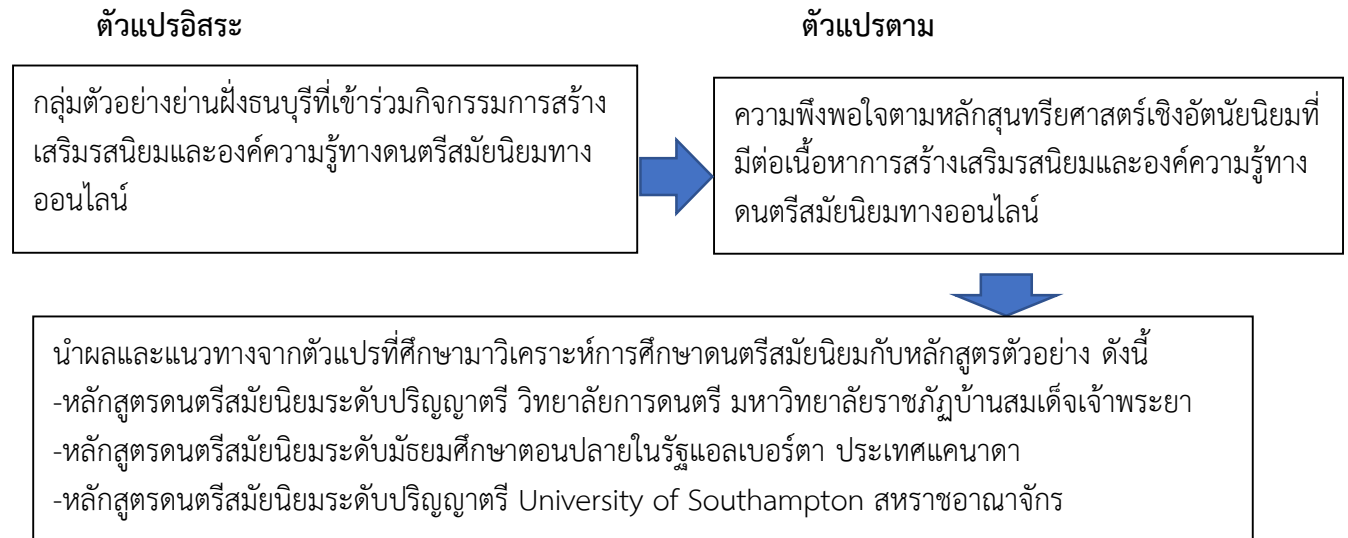 ตัวแปรอิสระ
ตัวแปรตาม
กลุ่มตัวอย่างย่านฝั่งธนบุรีที่เข้าร่วมกิจกรรมการสร้าง
เสริมรสนิยมและองค์ความรู้ทางดนตรีสมัยนิยมทาง
ออนไลน์
ความพึงพอใจตามหลักสุนทรียศาสตร์เชิงอัตนัยนิยมที่
มีต่อเนื้อหาการสร้างเสริมรสนิยมและองค์ความรู้ทาง
ดนตรีสมัยนิยมทางออนไลน์
นำผลและแนวทางจากตัวแปรที่ศึกษามาวิเคราะห์การศึกษาดนตรีสมัยนิยมกับหลักสูตรตัวอย่าง ดังนี้
-หลักสูตรดนตรีสมัยนิยมระดับปริญญาตรี วิทยาลัยการดนตรี มหาวิทยาลัยราชภัฏบ้านสมเด็จเจ้าพระยา
-หลักสูตรดนตรีสมัยนิยมระดับมัธยมศึกษาตอนปลายในรัฐแอลเบอร์ตา ประเทศแคนาดา
-หลักสูตรดนตรีสมัยนิยมระดับปริญญาตรี University of Southampton สหราชอาณาจักร